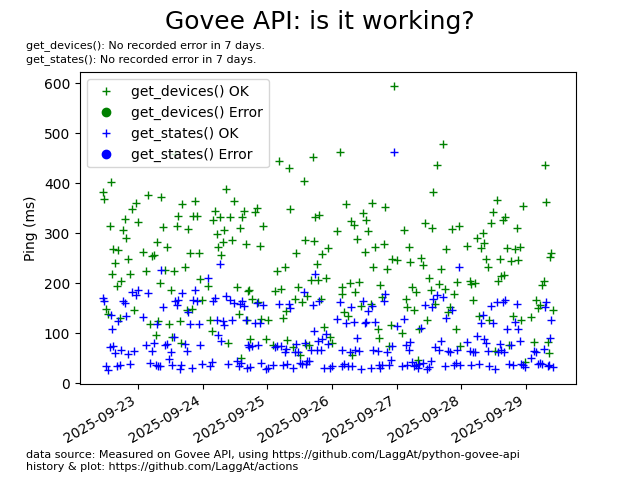 Govee API: is it working?
get_devices(): No recorded error in 7 days.
get_states(): No recorded error in 7 days.
get_devices() OK
get_devices() Error
get_states() OK
get_states() Error
Ping (ms)
600
500
400
300
200
100
0
2025-09-23
2025-09-24
2025-09-25
2025-09-26
2025-09-27
2025-09-28
2025-09-29
data source: Measured on Govee API, using https://github.com/LaggAt/python-govee-api
history & plot: https://github.com/LaggAt/actions